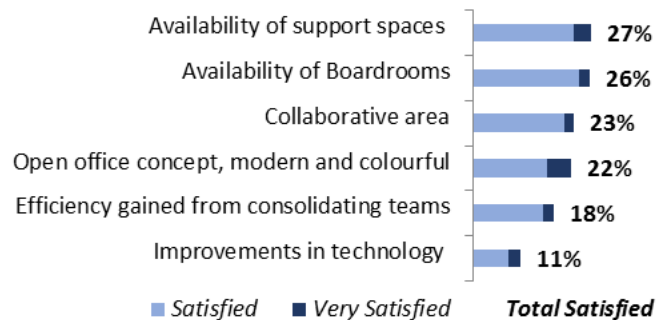 Availability of support spaces 27%
Availability of Boardrooms 26%
Collaborative area 23%
Open office concept, modern and colourful 22%
Efficiency gained from consolidating teams 18%
Improvements in technology 11%
Satisfied Very Satisfied Total Satisfied